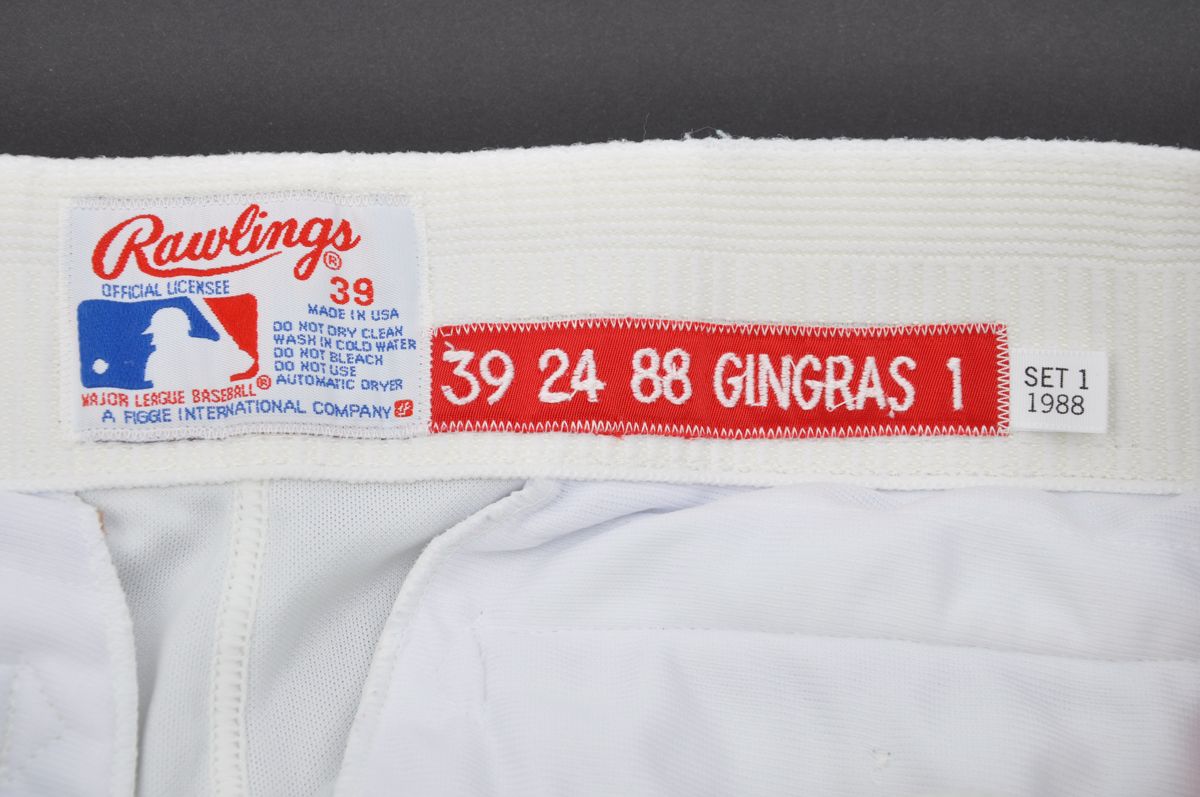 Rawlings®
OFFICIAL LICENSEE
39
MADE IN USA
DO NOT DRY CLEAN
WASH IN COLD WATER
DO NOT BLEACH
DO NOT USE
AUTOMATIC DRYER
MAJOR LEAGUE BASEBALL®
A FIGGIE INTERNATIONAL COMPANY
39 24 88 GINGRAS 1
SET 1
1988